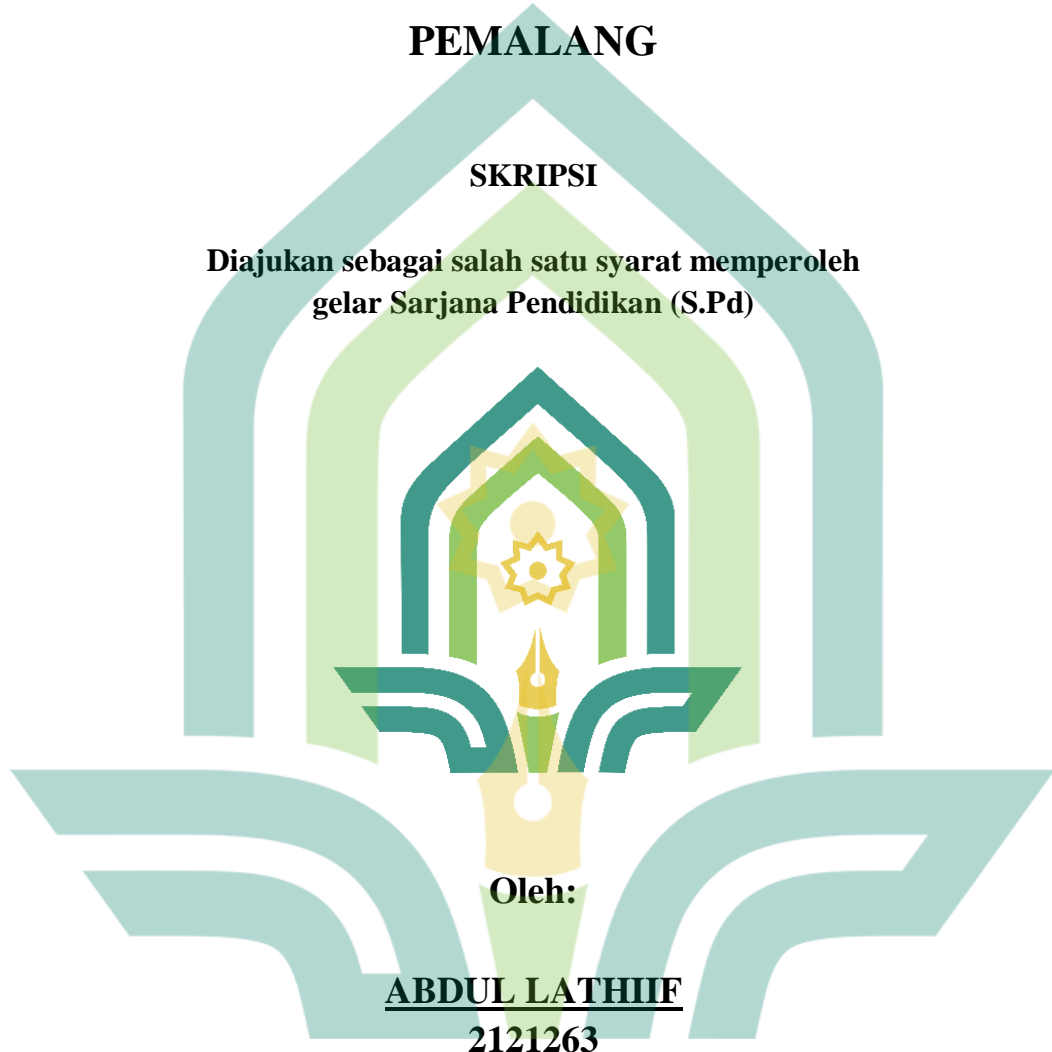 PEMALANG
SKRIPSI
Diajukan sebagai salah satu syarat memperoleh
gelar Sarjana Pendidikan (S.Pd)
Oleh:
ABDUL LATHIIF
2121263